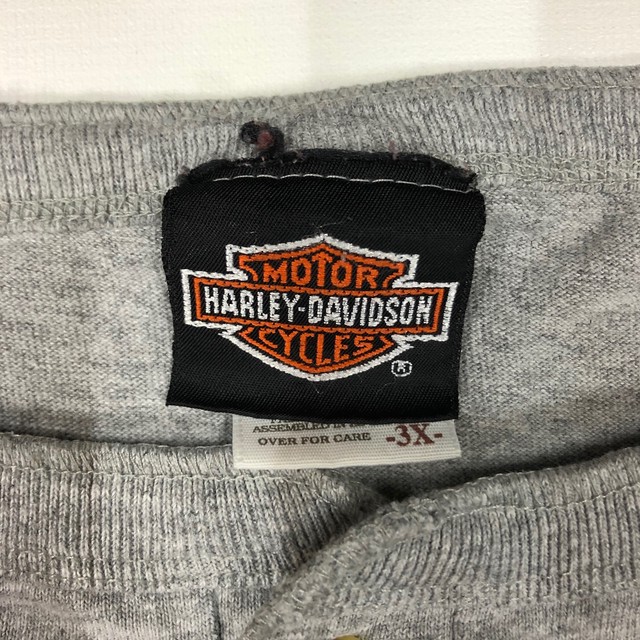 MOTOR
HARLEY-DAVIDSON
CYCLES
®
ASSEMBLED IN
OVER FOR CARE
-3X-